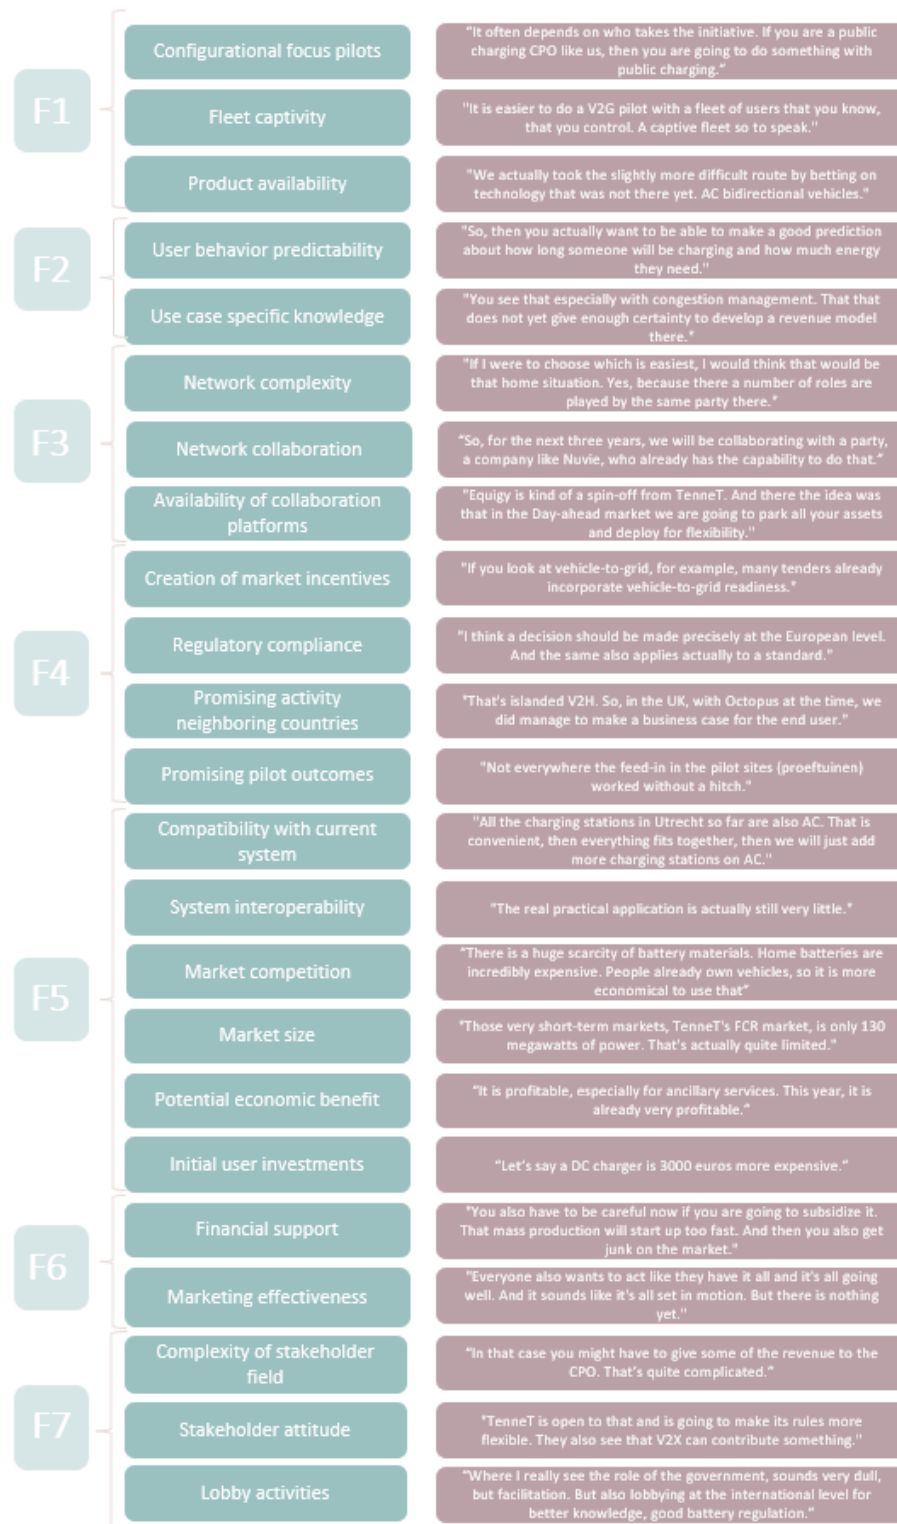 F1
Configurational focus pilots
"It often depends on who takes the initiative. If you are a public
charging CPO like us, then you are going to do something with
public charging."
Fleet captivity
"It is easier to do a V2G pilot with a fleet of users that you know,
that you control. A captive fleet so to speak."
Product availability
"We actually took the slightly more difficult route by betting on
technology that was not there yet. AC bidirectional vehicles."
F2
User behavior predictability
"So, then you actually want to be able to make a good prediction
about how long someone will be charging and how much energy
they need."
Use case specific knowledge
"You see that especially with congestion management. That that
does not yet give enough certainty to develop a revenue model
there."
F3
Network complexity
"If I were to choose which is easiest, I would think that would be
that home situation. Yes, because there a number of roles are
played by the same party there."
Network collaboration
"So, for the next three years, we will be collaborating with a party,
a company like Nuvie, who already has the capability to do that."
Availability of collaboration
platforms
"Equigy is kind of a spin-off from TenneT. And there the idea was
that in the Day-ahead market we are going to park all your assets
and deploy for flexibility."
F4
Creation of market incentives
"If you look at vehicle-to-grid, for example, many tenders already
incorporate vehicle-to-grid readiness."
Regulatory compliance
"I think a decision should be made precisely at the European level.
And the same also applies actually to a standard."
Promising activity
neighboring countries
"That's islanded V2H. So, in the UK, with Octopus at the time, we
did manage to make a business case for the end user."
Promising pilot outcomes
"Not everywhere the feed-in in the pilot sites (proeftuinen)
worked without a hitch."
F5
Compatibility with current
system
"All the charging stations in Utrecht so far are also AC. That is
convenient, then everything fits together, then we will just add
more charging stations on AC."
System interoperability
"The real practical application is actually still very little."
Market competition
"There is a huge scarcity of battery materials. Home batteries are
incredibly expensive. People already own vehicles, so it is more
economical to use that"
Market size
"Those very short-term markets, TenneT's FCR market, is only 130
megawatts of power. That's actually quite limited."
Potential economic benefit
"It is profitable, especially for ancillary services. This year, it is
already very profitable."
Initial user investments
"Let's say a DC charger is 3000 euros more expensive."
F6
Financial support
"You also have to be careful now if you are going to subsidize it.
That mass production will start up too fast. And then you also get
junk on the market."
Marketing effectiveness
"Everyone also wants to act like they have it all and it's all going
well. And it sounds like it's all set in motion. But there is nothing
yet."
F7
Complexity of stakeholder
field
"In that case you might have to give some of the revenue to the
CPO. That's quite complicated."
Stakeholder attitude
"TenneT is open to that and is going to make its rules more
flexible. They also see that V2X can contribute something."
Lobby activities
"Where I really see the role of the government, sounds very dull,
but facilitation. But also lobbying at the international level for
better knowledge, good battery regulation."